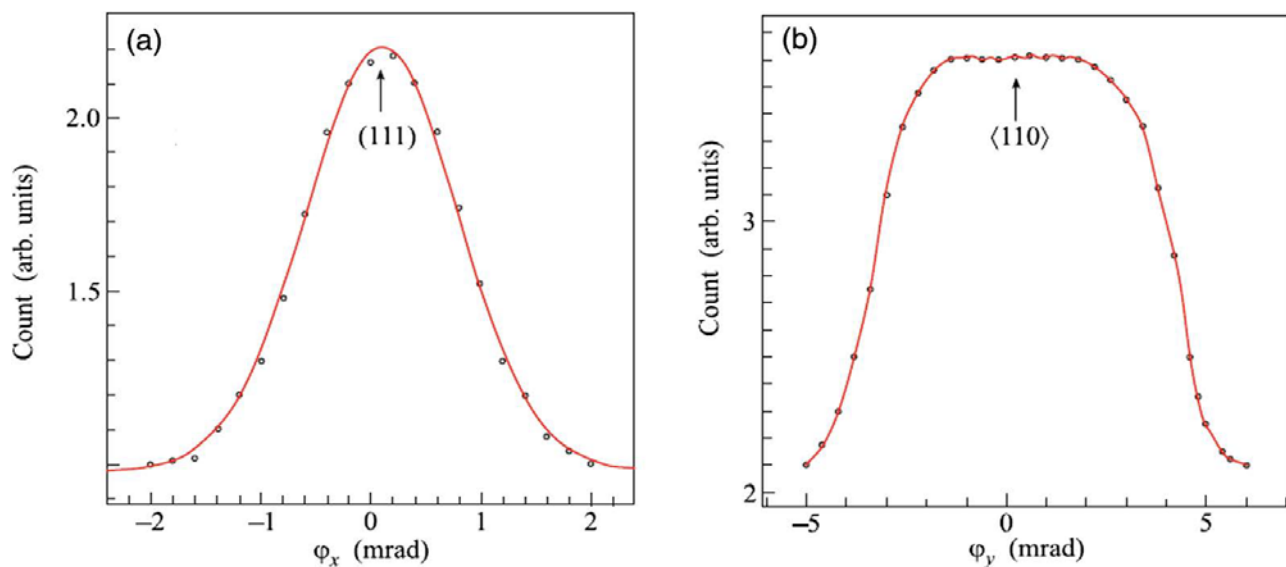 (a)
2.0
1.5
Count (arb. units)
(111)
−2
−1
0
1
2
φx (mrad)
(b)
3
2
Count (arb. units)
⟨110⟩
−5
0
5
φy (mrad)